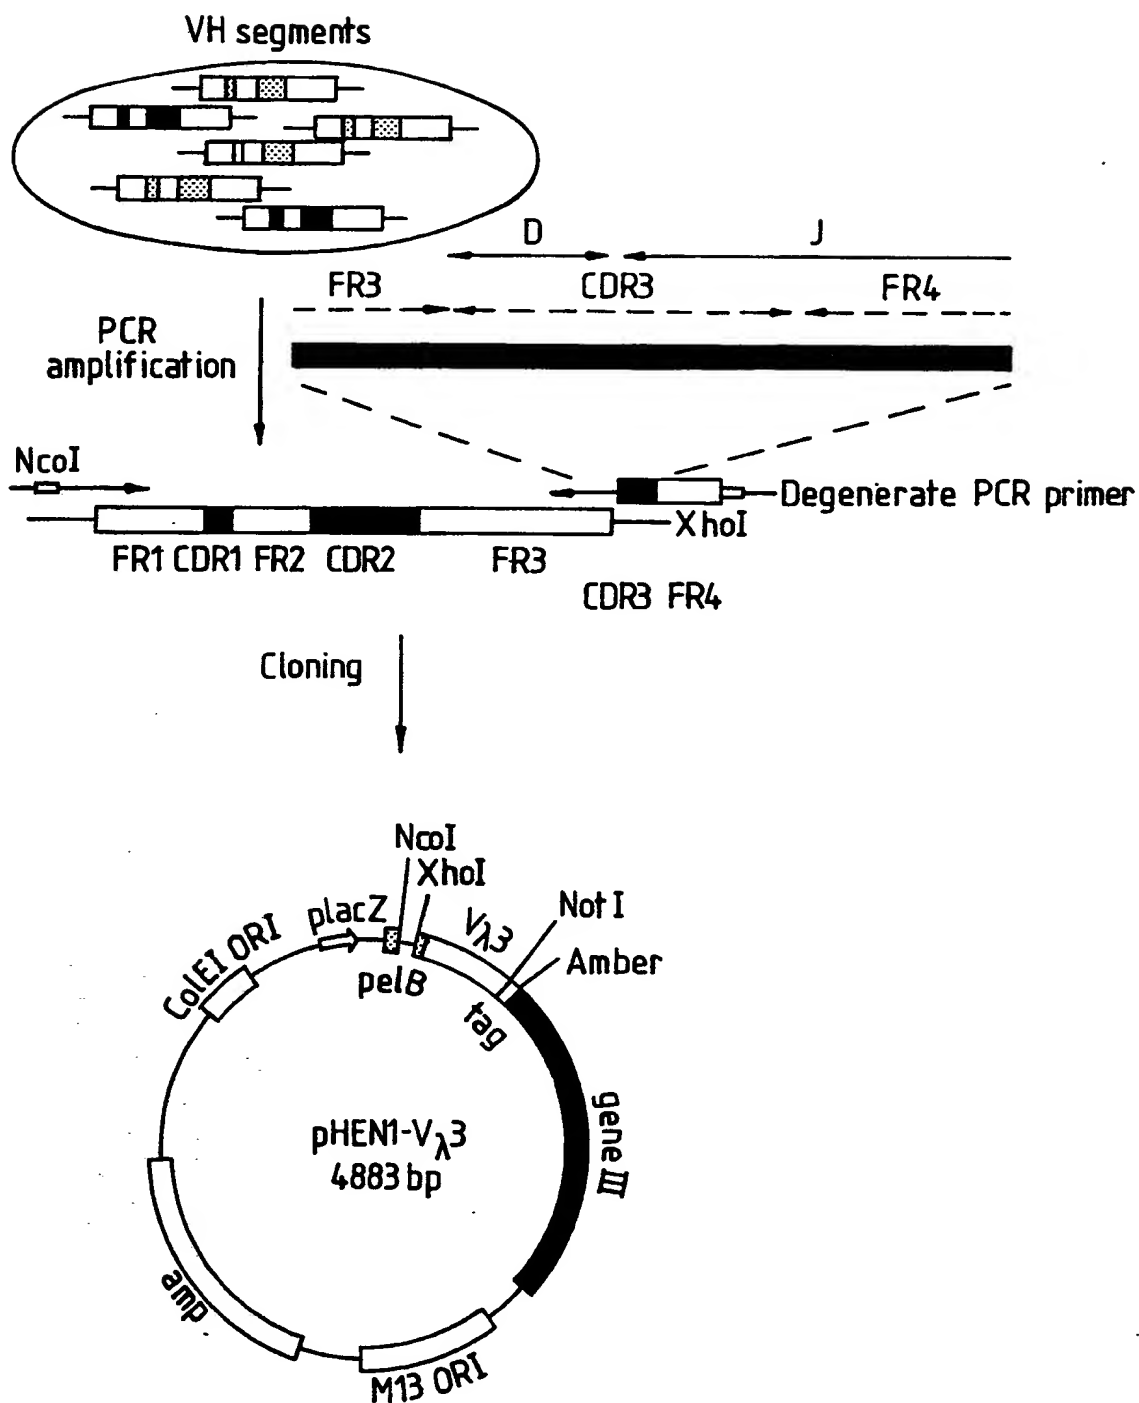 VH segments
D
J
FR3
CDR3
FR4
PCR
amplification
NcoI
Degenerate PCR primer
XhoI
FR1 CDR1 FR2 CDR2 FR3
CDR3 FR4
Cloning
NcoI
XhoI
NotI
Amber
placZ
Vλ3
ColEI ORI
pelB
tag
gene III
pHEN1-Vλ3
4883 bp
amp
M13 ORI